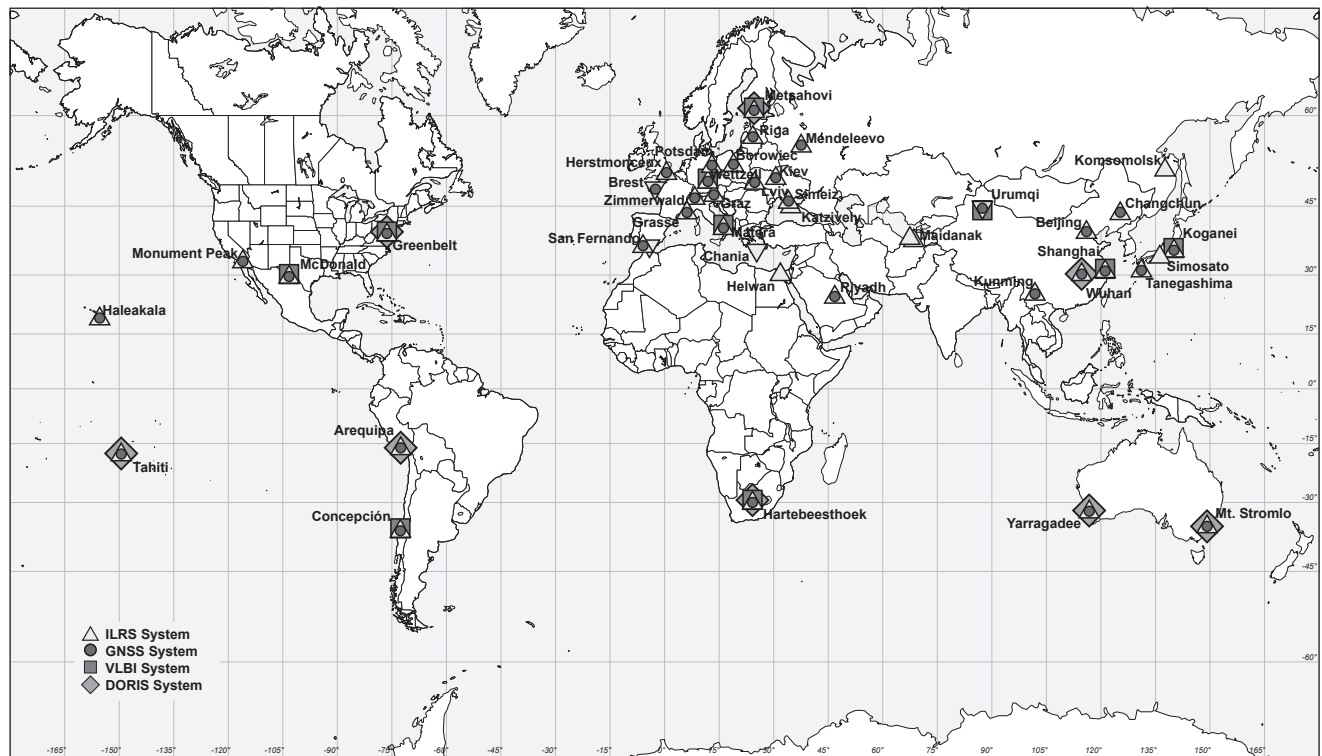 Metsahovi
Riga
Mendeleevo
Potsdam
Borowiec
Herstmonceux
Wettzell
Kiev
Komsomolsk
Brest
Lviv
Simeiz
Urumqi
Zimmerwald
Graz
Katzively
Changchun
Grasse
Matera
Maidanak
Beijing
Koganei
Greenbelt
San Fernando
Chania
Shanghai
Simosato
Monument Peak
McDonald
Helwan
Riyadh
Kunming
Wuhan
Tanegashima
Haleakala
Arequipa
Tahiti
Concepción
Hartebeesthoek
Yarragadee
Mt. Stromlo
60°
45°
30°
15°
0°
-15°
-30°
-45°
-60°
ILRS System
GNSS System
VLBI System
DORIS System
-165° -150° -135° -120° -105° -90° -75° -60° -45° -30° -15° 0° 15° 30° 45° 60° 75° 90° 105° 120° 135° 150° 165°